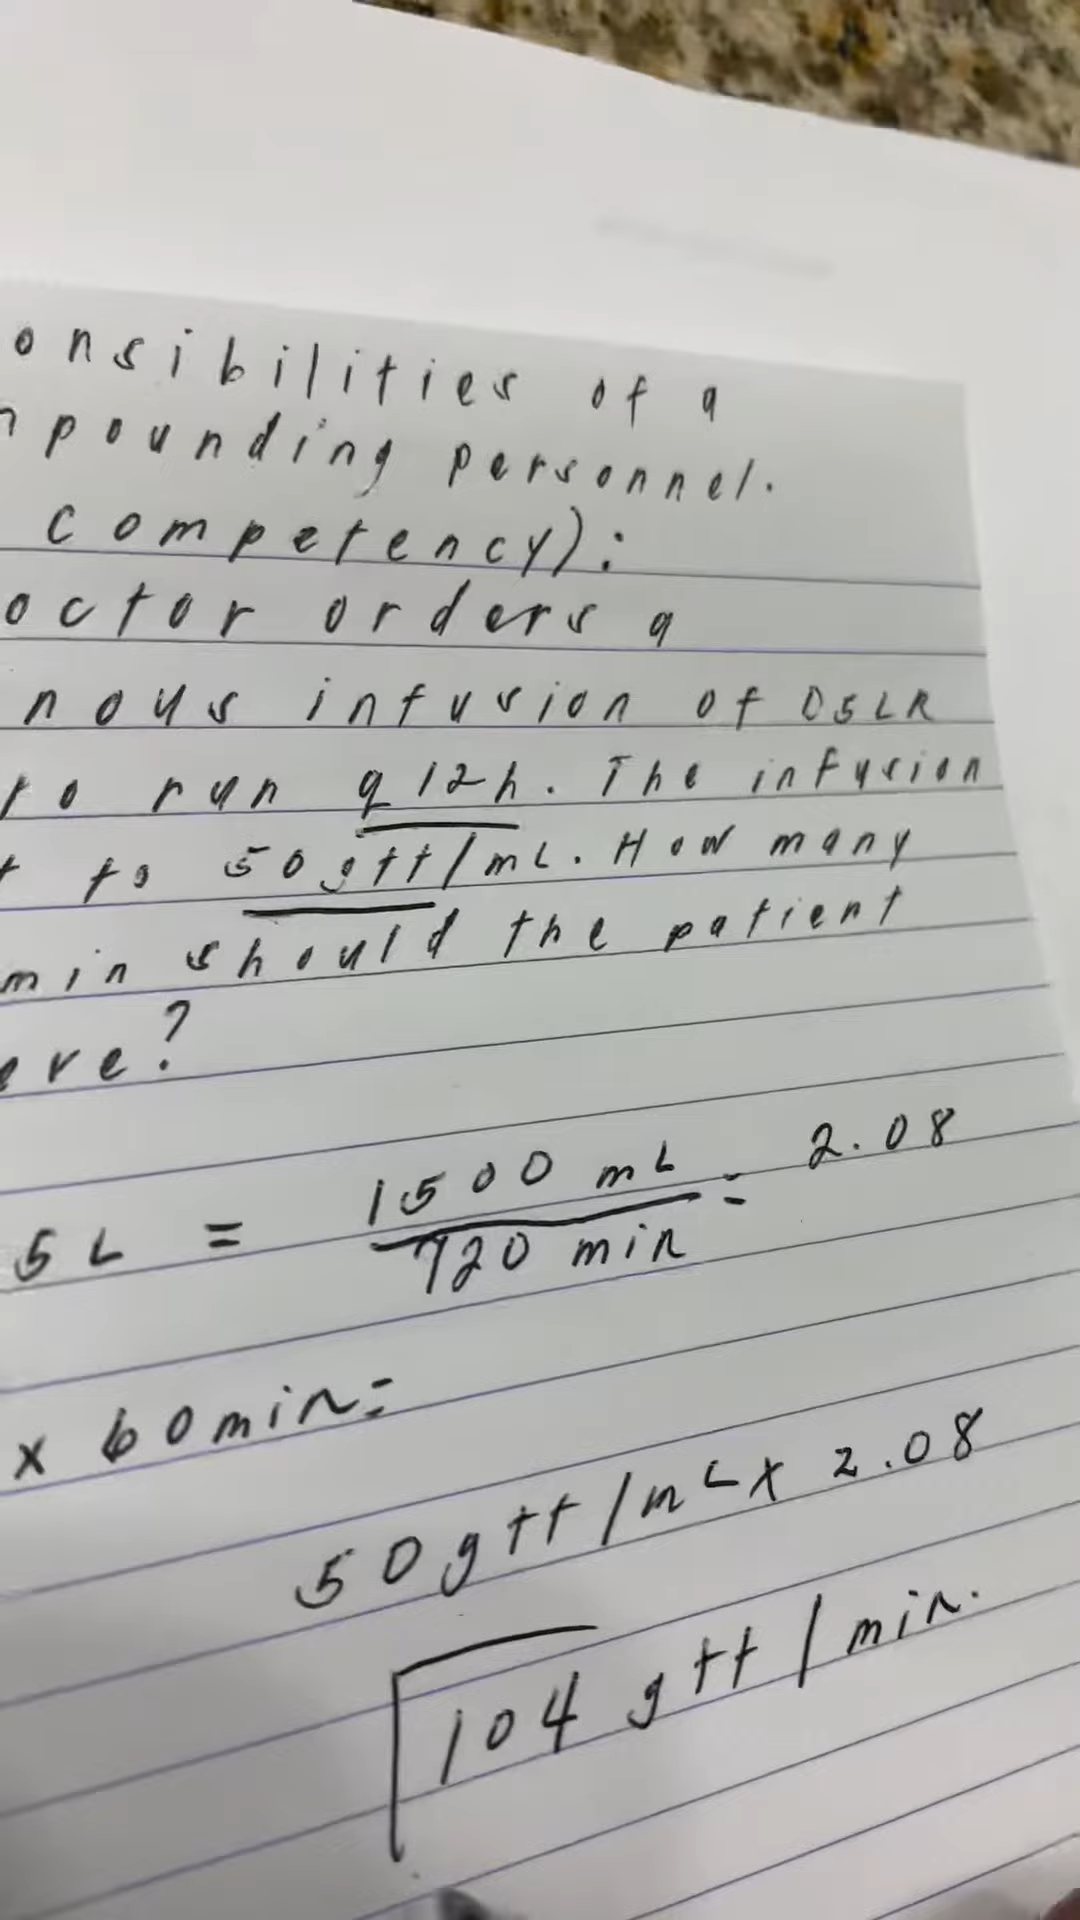 onsibilities of a
pounding personnel.
competency):
octor orders a
nous infusion of D5LR
to run q12h. The infusion
t to 50gtt/mL. How many
min should the patient
ere?
5L = 1500 mL / 720 min = 2.08
x 60min=
50gtt/mL x 2.08
104 gtt/min.